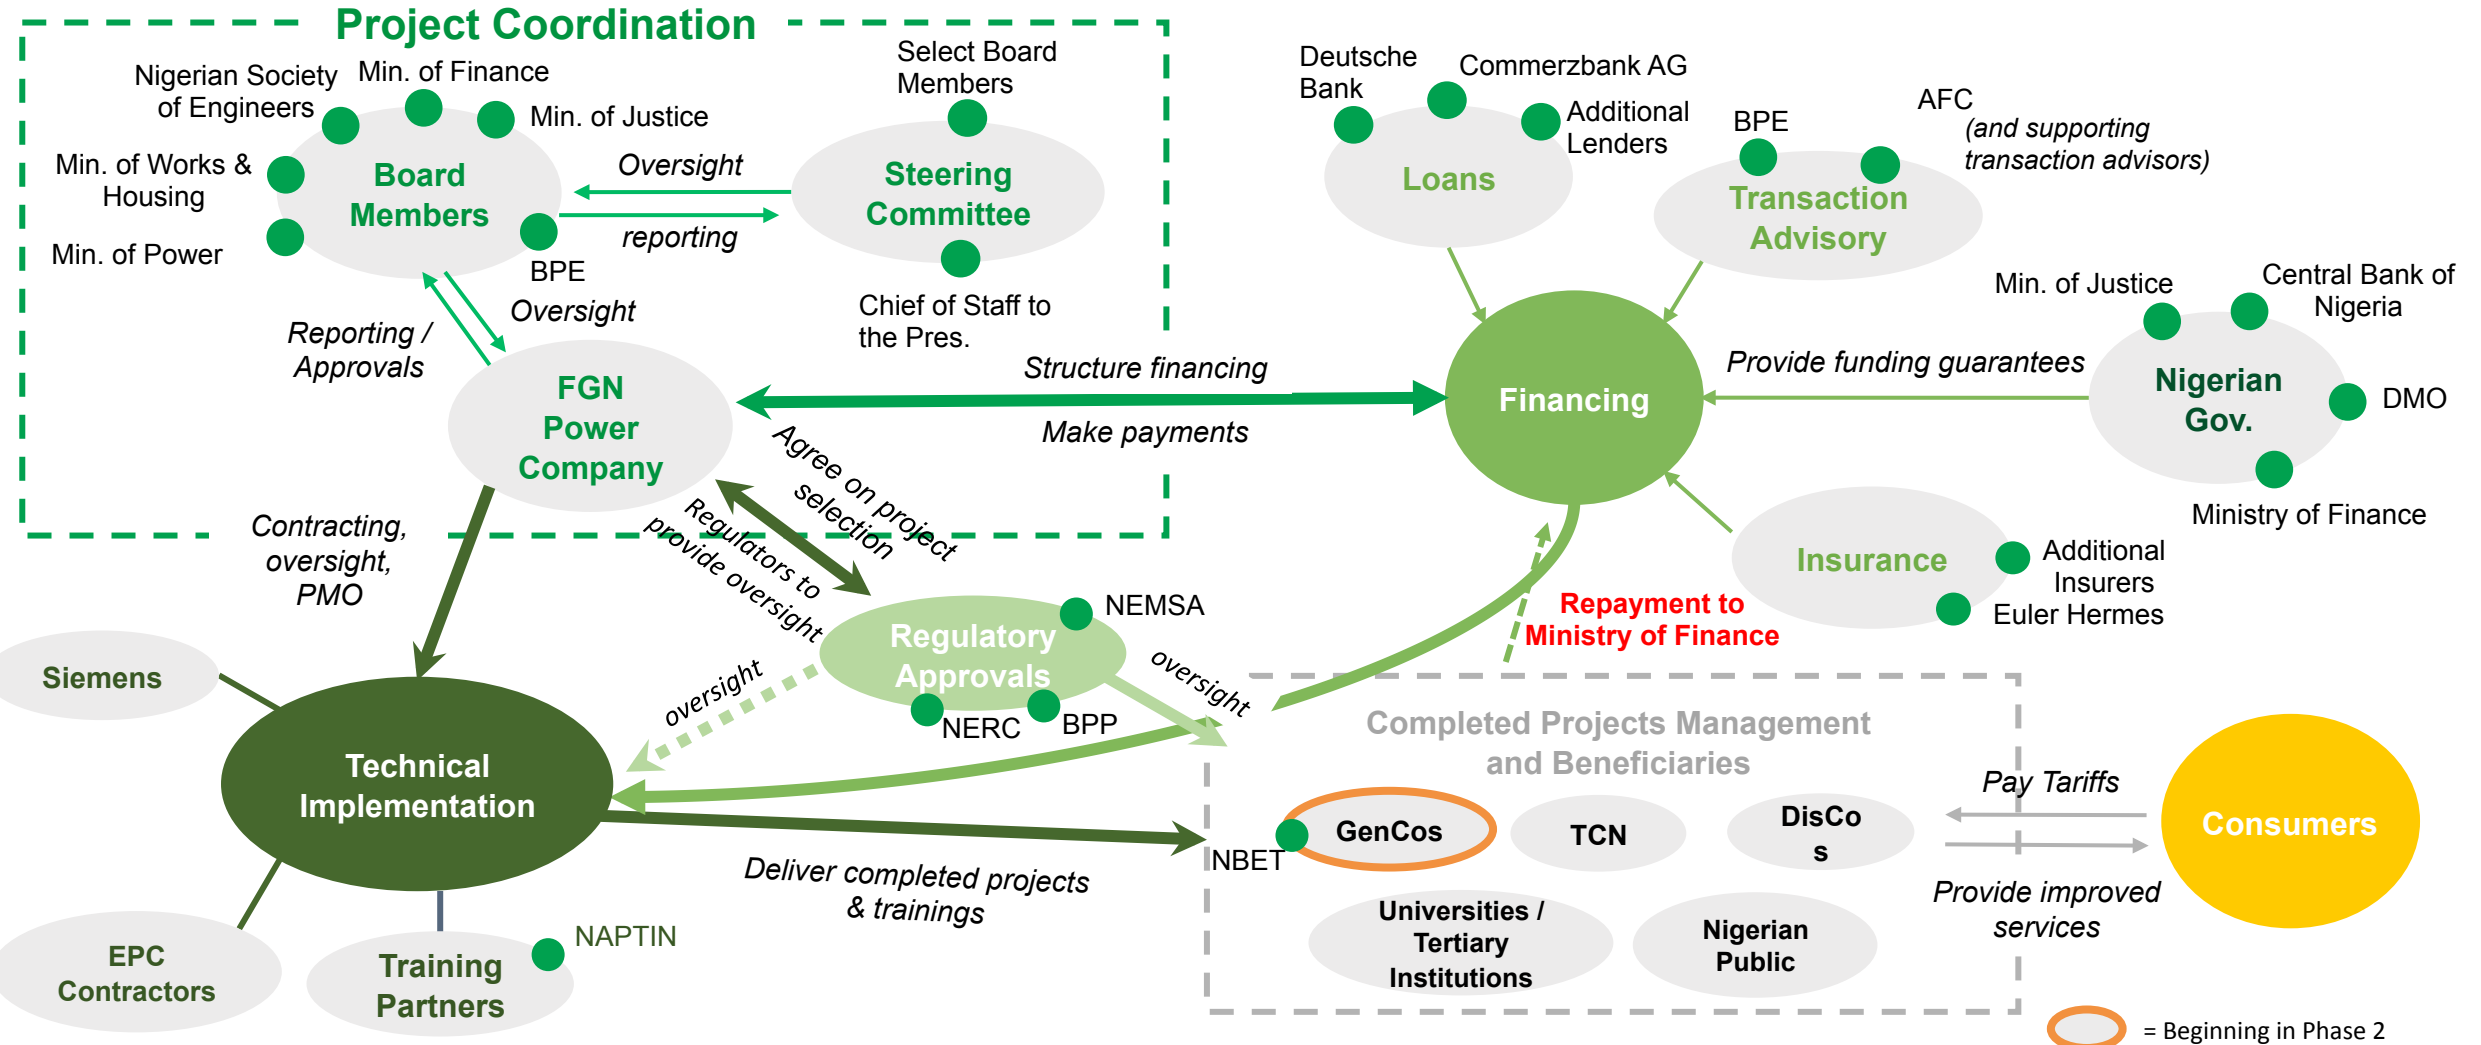 Project Coordination
Nigerian Society
of Engineers
Min. of Finance
Min. of Justice
Min. of Works &
Housing
Min. of Power
Board
Members
BPE
Oversight
reporting
Select Board
Members
Steering
Committee
Chief of Staff to
the Pres.
Reporting /
Approvals
Oversight
FGN
Power
Company
Structure financing
Make payments
Deutsche
Bank
Commerzbank AG
Additional
Lenders
Loans
BPE
AFC
(and supporting
transaction advisors)
Transaction
Advisory
Min. of Justice
Central Bank of
Nigeria
Provide funding guarantees
Financing
Nigerian
Gov.
DMO
Ministry of Finance
Insurance
Additional
Insurers
Euler Hermes
Contracting,
oversight,
PMO
Agree on project
selection
Regulators to
provide oversight
Regulatory
Approvals
NEMSA
NERC
BPP
oversight
oversight
Repayment to
Ministry of Finance
Siemens
Technical
Implementation
EPC
Contractors
Training
Partners
NAPTIN
Deliver completed projects
& trainings
Completed Projects Management
and Beneficiaries
NBET
GenCos
TCN
DisCo
s
Universities /
Tertiary
Institutions
Nigerian
Public
Pay Tariffs
Provide improved
services
Consumers
= Beginning in Phase 2